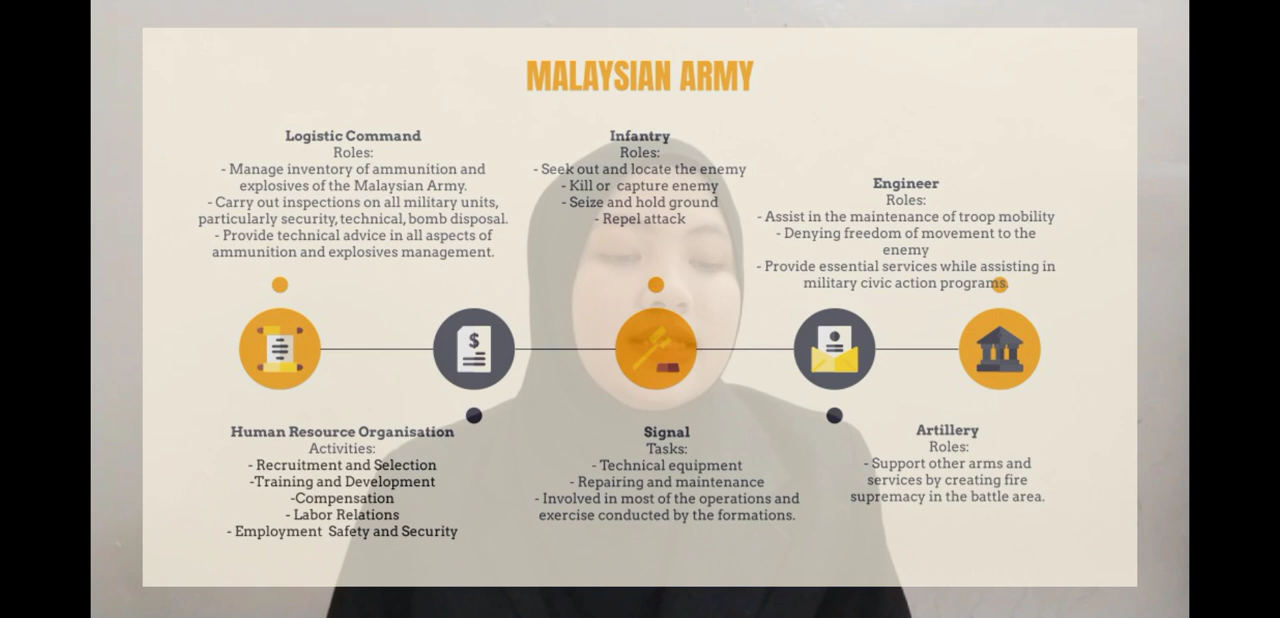 MALAYSIAN ARMY
Logistic Command
Roles:
- Manage inventory of ammunition and
explosives of the Malaysian Army.
- Carry out inspections on all military units,
particularly security, technical, bomb disposal.
- Provide technical advice in all aspects of
ammunition and explosives management.
Infantry
Roles:
- Seek out and locate the enemy
- Kill or  capture enemy
- Seize and hold ground
- Repel attack
Engineer
Roles:
- Assist in the maintenance of troop mobility
- Denying freedom of movement to the
enemy
- Provide essential services while assisting in
military civic action programs.
$
Human Resource Organisation
Activities:
- Recruitment and Selection
-Training and Development
-Compensation
- Labor Relations
- Employment  Safety and Security
Signal
Tasks:
- Technical equipment
- Repairing and maintenance
- Involved in most of the operations and
exercise conducted by the formations.
Artillery
Roles:
- Support other arms and
services by creating fire
supremacy in the battle area.